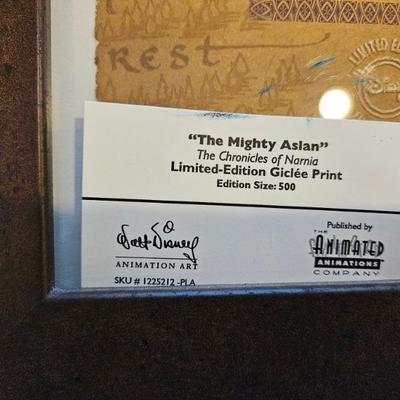 REST
LIMITED E
"The Mighty Aslan"
The Chronicles of Narnia
Limited-Edition Giclée Print
Edition Size: 500
Walt Disney
ANIMATION ART
SKU # 1225212 -PLA
Published by
THE
ANIMATED
ANIMATIONS
COMPANY